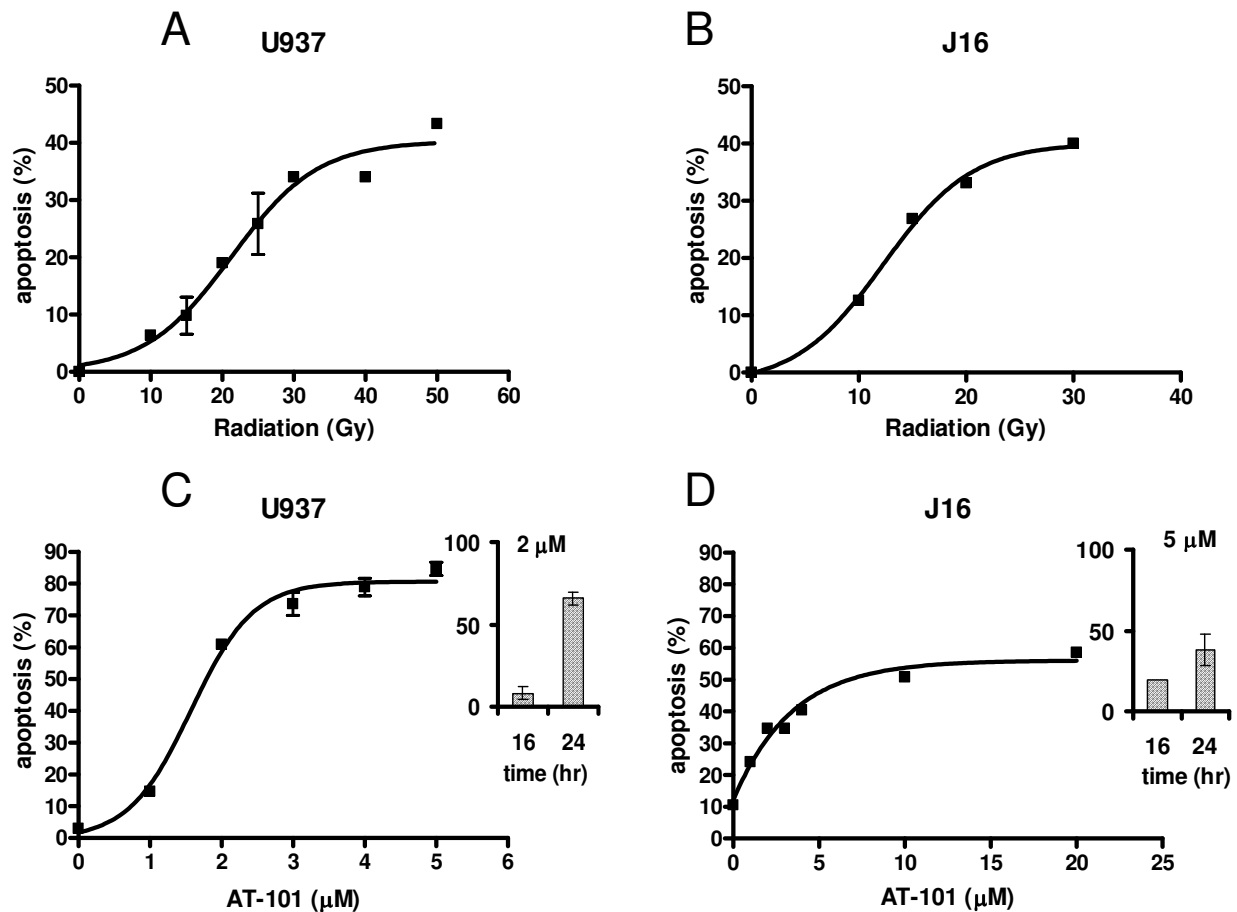 A
U937
50
40
30
20
10
0
apoptosis (%)
0 10 20 30 40 50 60
Radiation (Gy)
B
J16
50
40
30
20
10
0
apoptosis (%)
0 10 20 30 40
Radiation (Gy)
C
U937
90
80
70
60
50
40
30
20
10
0
apoptosis (%)
0 1 2 3 4 5 6
AT-101 (μM)
100
50
0
2 μM
16 24
time (hr)
D
J16
90
80
70
60
50
40
30
20
10
0
apoptosis (%)
0 5 10 15 20 25
AT-101 (μM)
100
50
0
5 μM
16 24
time (hr)